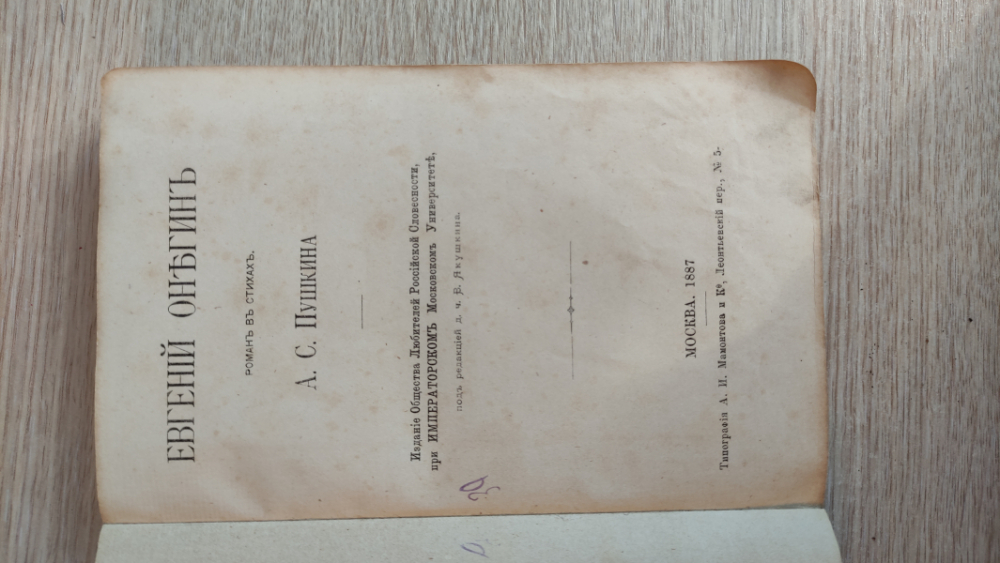 ЕВГЕНІЙ ОНѢГИНЪ
РОМАНЪ ВЪ СТИХАХЪ.
А. С. ПУШКИНА
Изданіе Общества Любителей Россійской Словесности,
при ИМПЕРАТОРСКОМЪ Московскомъ Университетѣ,
подъ редакціей д. ч. В. Якушкина.
МОСКВА. 1887
Типографія А. И. Мамонтова и Кº, Леонтьевскій пер., № 5-